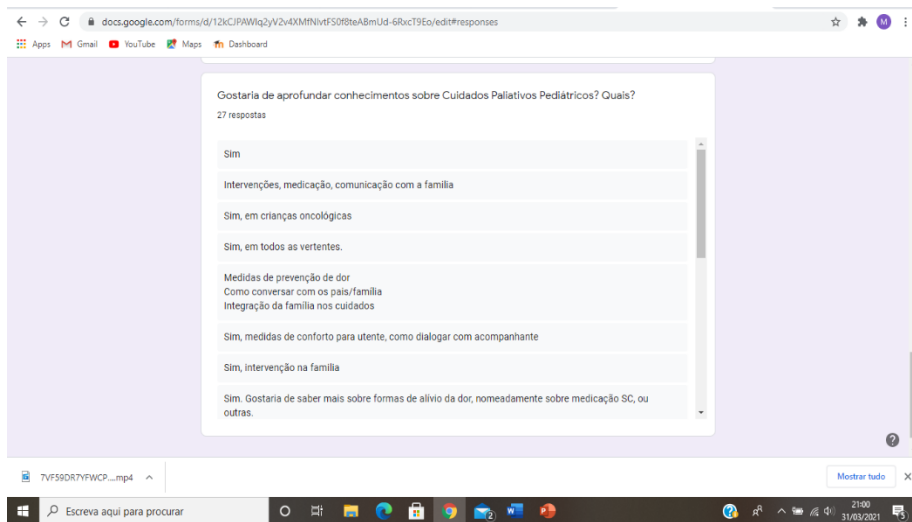 docs.google.com/forms/d/12kCJPAWlq2yV2v4XMfNlvtFS0f8teABmUd-6RxcT9Eo/edit#responses
M
Apps Gmail YouTube Maps Dashboard
Gostaria de aprofundar conhecimentos sobre Cuidados Paliativos Pediátricos? Quais?
27 respostas
Sim
Intervenções, medicação, comunicação com a família
Sim, em crianças oncológicas
Sim, em todos as vertentes.
Medidas de prevenção de dor
Como conversar com os pais/família
Integração da família nos cuidados
Sim, medidas de conforto para utente, como dialogar com acompanhante
Sim, intervenção na família
Sim. Gostaria de saber mais sobre formas de alívio da dor, nomeadamente sobre medicação SC, ou
outras.
7VF59DR7YFWCP....mp4
Mostrar tudo
Escreva aqui para procurar
21:00
31/03/2021